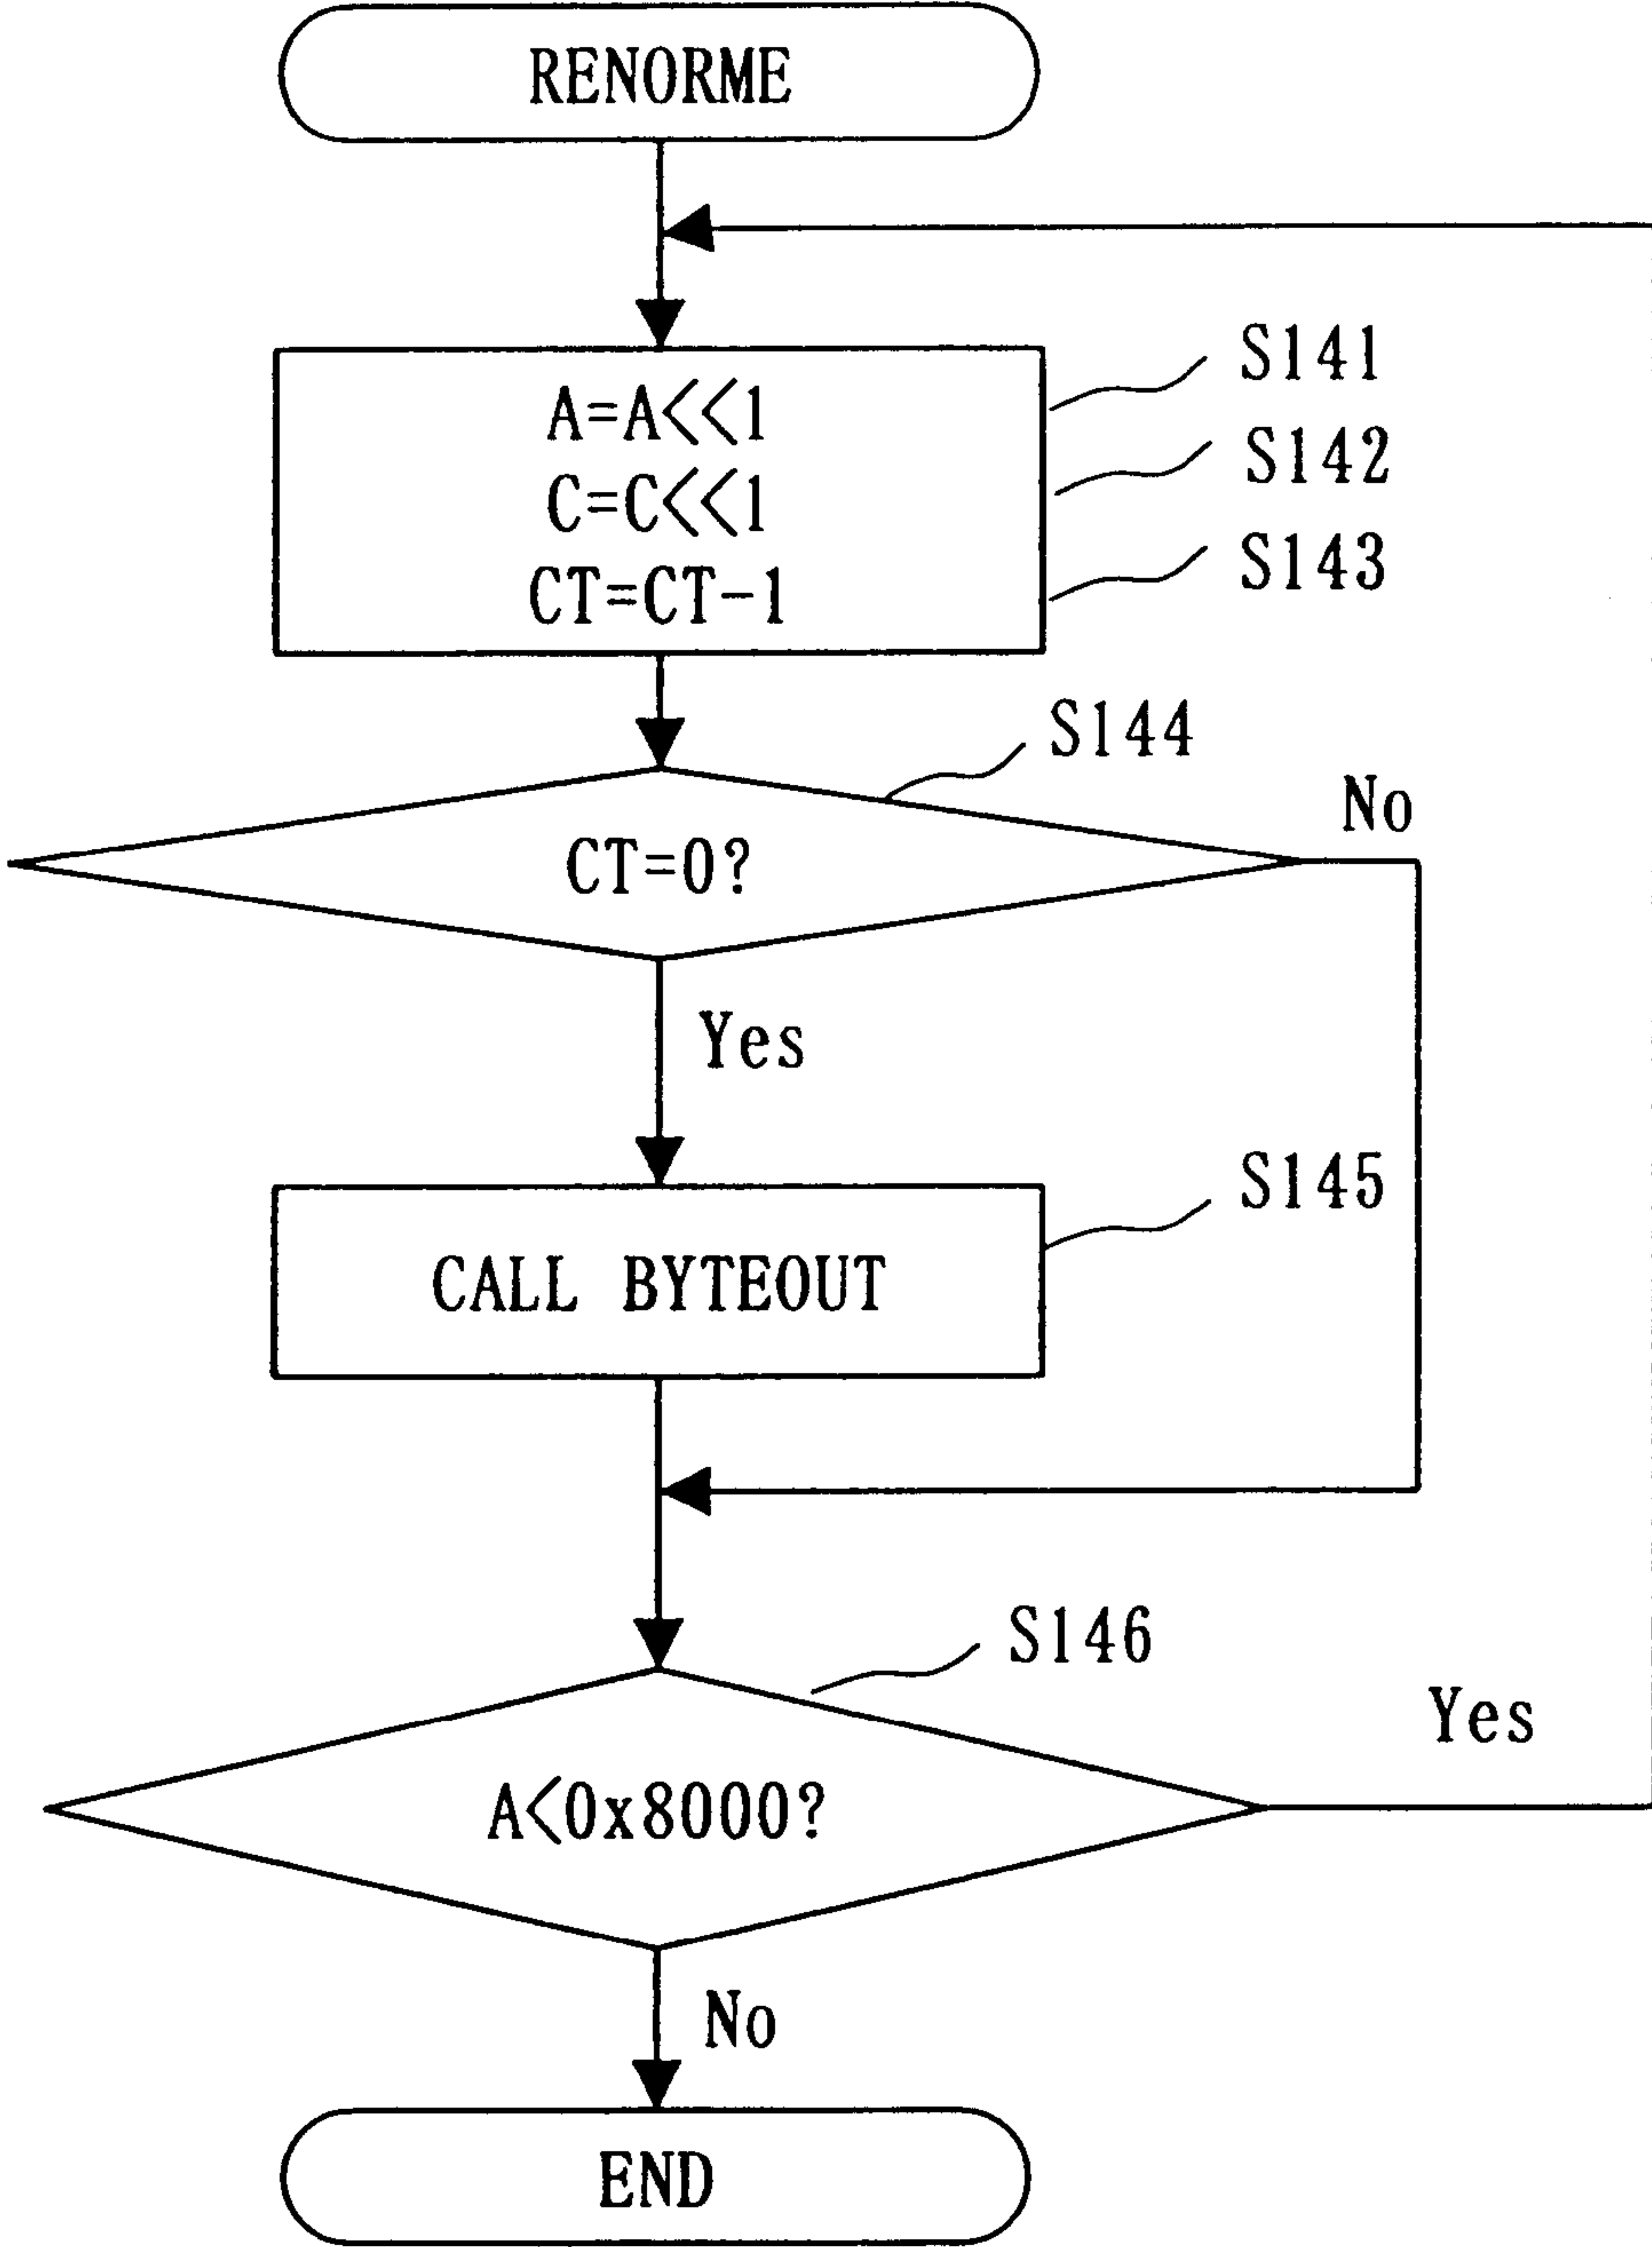 RENORME
A=A<<1
S141
C=C<<1
S142
CT=CT-1
S143
S144
No
CT=0?
Yes
S145
CALL BYTEOUT
S146
Yes
A<0x8000?
No
END